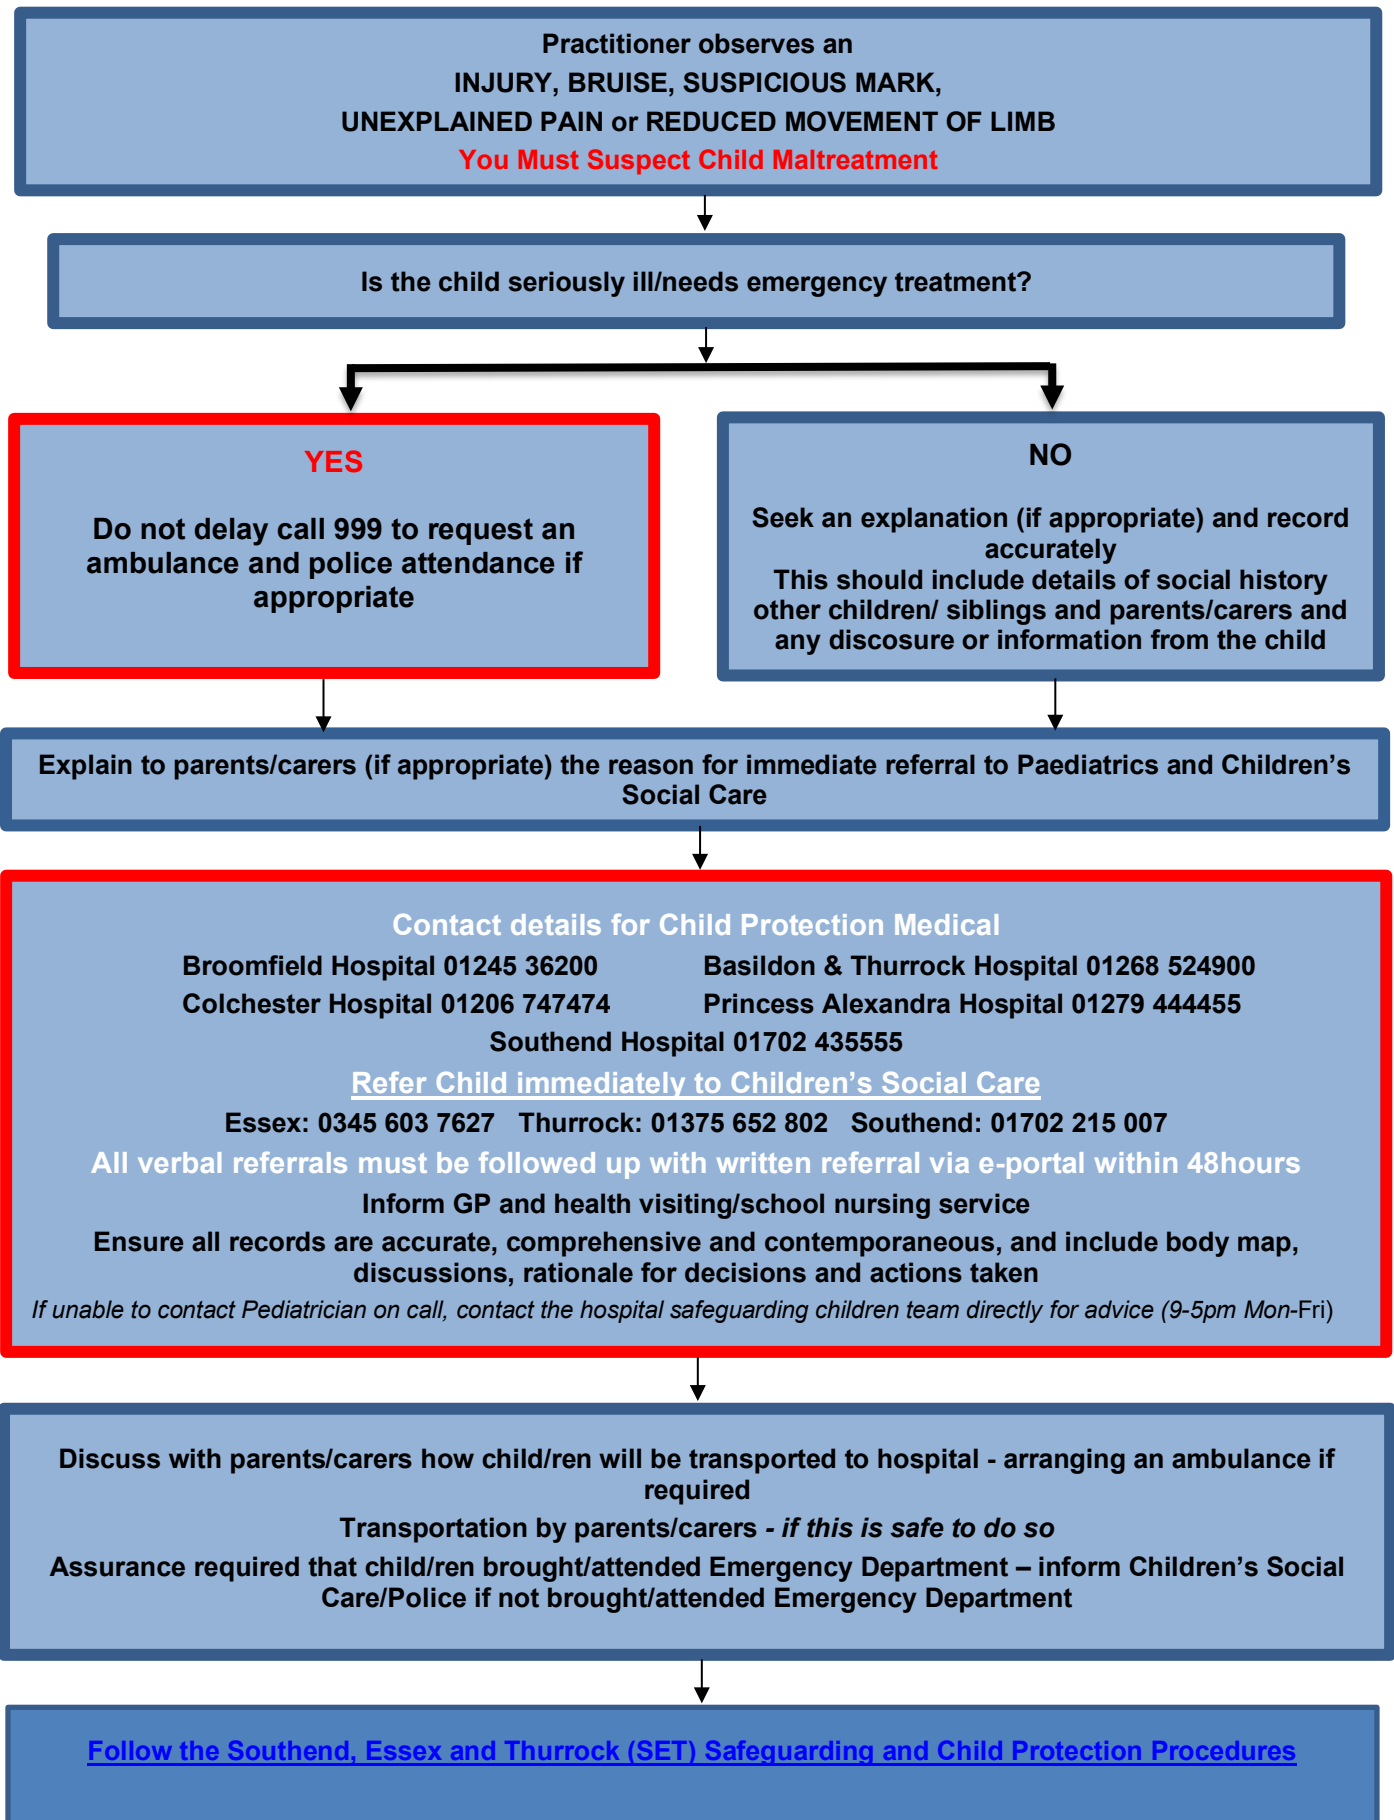 Practitioner observes an
INJURY, BRUISE, SUSPICIOUS MARK,
UNEXPLAINED PAIN or REDUCED MOVEMENT OF LIMB
You Must Suspect Child Maltreatment
Is the child seriously ill/needs emergency treatment?
YES
Do not delay call 999 to request an
ambulance and police attendance if
appropriate
NO
Seek an explanation (if appropriate) and record
accurately
This should include details of social history
other children/ siblings and parents/carers and
any discosure or information from the child
Explain to parents/carers (if appropriate) the reason for immediate referral to Paediatrics and Children’s
Social Care
Contact details for Child Protection Medical
Broomfield Hospital 01245 36200 Basildon & Thurrock Hospital 01268 524900
Colchester Hospital 01206 747474 Princess Alexandra Hospital 01279 444455
Southend Hospital 01702 435555
Refer Child immediately to Children’s Social Care
Essex: 0345 603 7627 Thurrock: 01375 652 802 Southend: 01702 215 007
All verbal referrals must be followed up with written referral via e-portal within 48hours
Inform GP and health visiting/school nursing service
Ensure all records are accurate, comprehensive and contemporaneous, and include body map,
discussions, rationale for decisions and actions taken
If unable to contact Pediatrician on call, contact the hospital safeguarding children team directly for advice (9-5pm Mon-Fri)
Discuss with parents/carers how child/ren will be transported to hospital - arranging an ambulance if
required
Transportation by parents/carers - if this is safe to do so
Assurance required that child/ren brought/attended Emergency Department – inform Children’s Social
Care/Police if not brought/attended Emergency Department
Follow the Southend, Essex and Thurrock (SET) Safeguarding and Child Protection Procedures